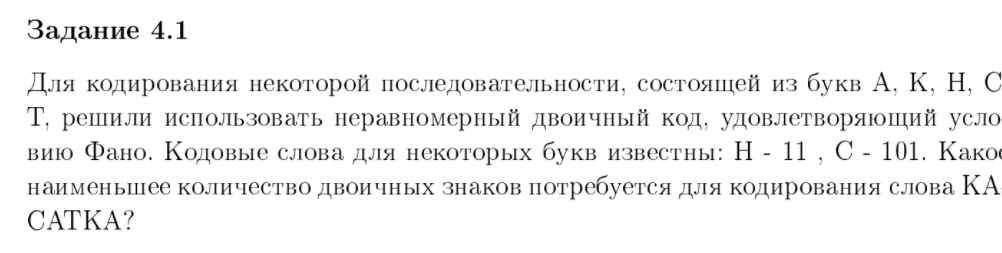 Задание 4.1
Для кодирования некоторой последовательности, состоящей из букв А, К, Н, С
Т, решили использовать неравномерный двоичный код, удовлетворяющий усло
вию Фано. Кодовые слова для некоторых букв известны: Н - 11 , С - 101. Какое
наименьшее количество двоичных знаков потребуется для кодирования слова КА
САТКА?